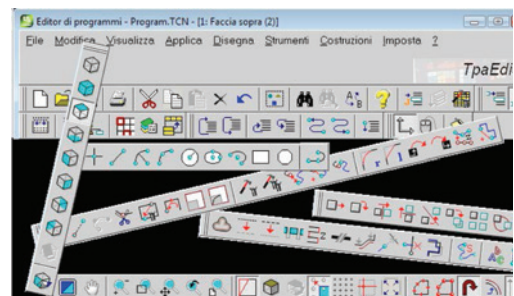 Editor di programmi - Program.TCN - [1: Faccia sopra (2)]
File Modifica Visualizza Applica Disegna Strumenti Costruzioni Imposta ?
TpaEdi